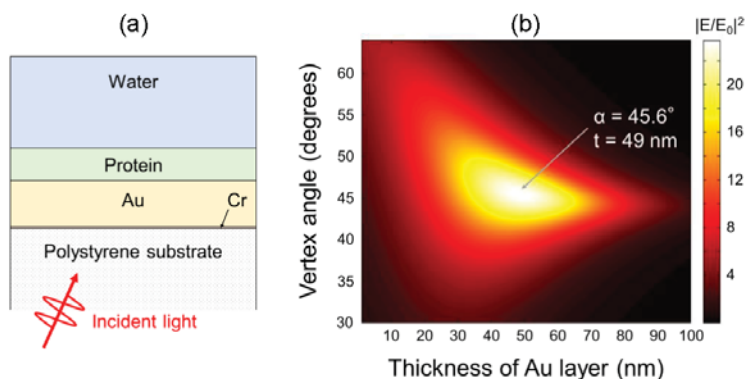 (a)
Water
Protein
Au
Cr
Polystyrene substrate
Incident light
(b)
|E/E₀|²
Vertex angle (degrees)
60
55
50
45
40
35
30
α = 45.6°
t = 49 nm
10 20 30 40 50 60 70 80 90 100
Thickness of Au layer (nm)
20
16
12
8
4